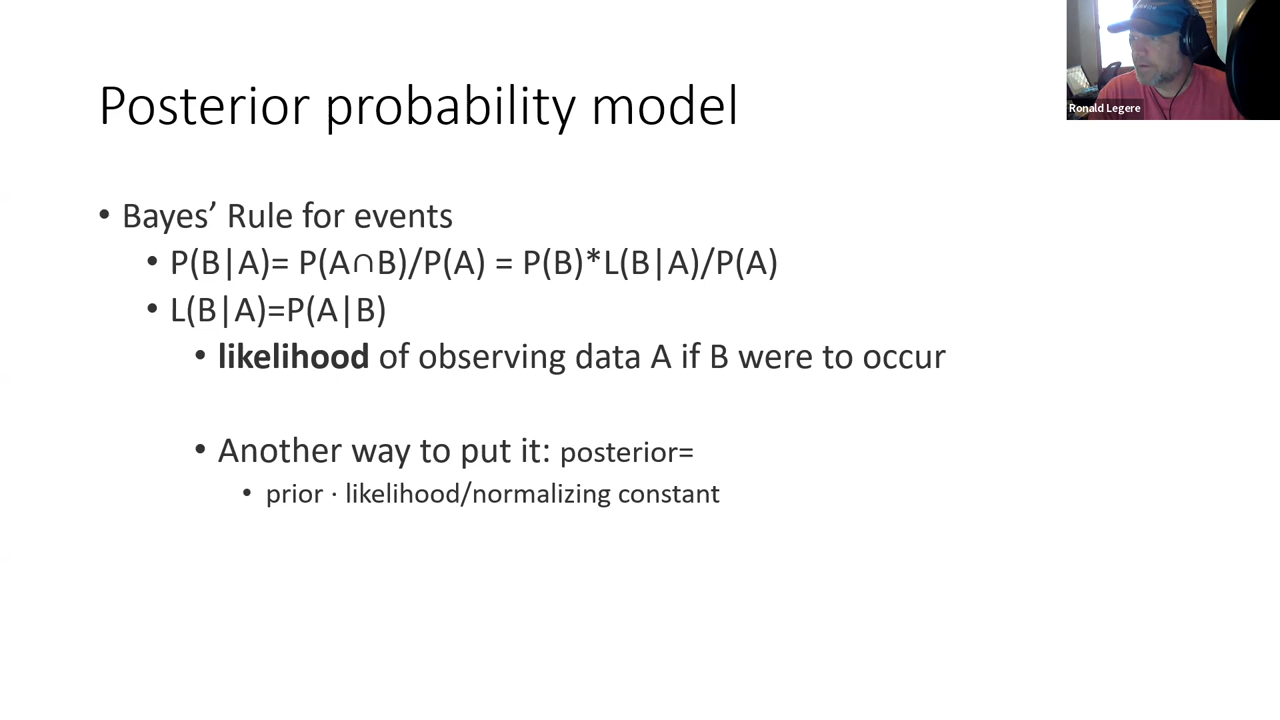 Posterior probability model
Ronald Legere
• Bayes’ Rule for events
• P(B|A)= P(A∩B)/P(A) = P(B)*L(B|A)/P(A)
• L(B|A)=P(A|B)
• likelihood of observing data A if B were to occur
• Another way to put it: posterior=
• prior · likelihood/normalizing constant